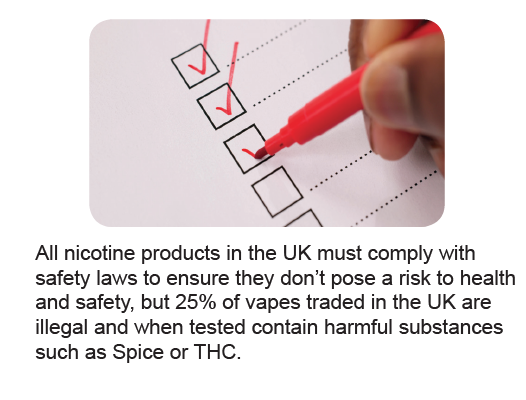 All nicotine products in the UK must comply with
safety laws to ensure they don’t pose a risk to health
and safety, but 25% of vapes traded in the UK are
illegal and when tested contain harmful substances
such as Spice or THC.